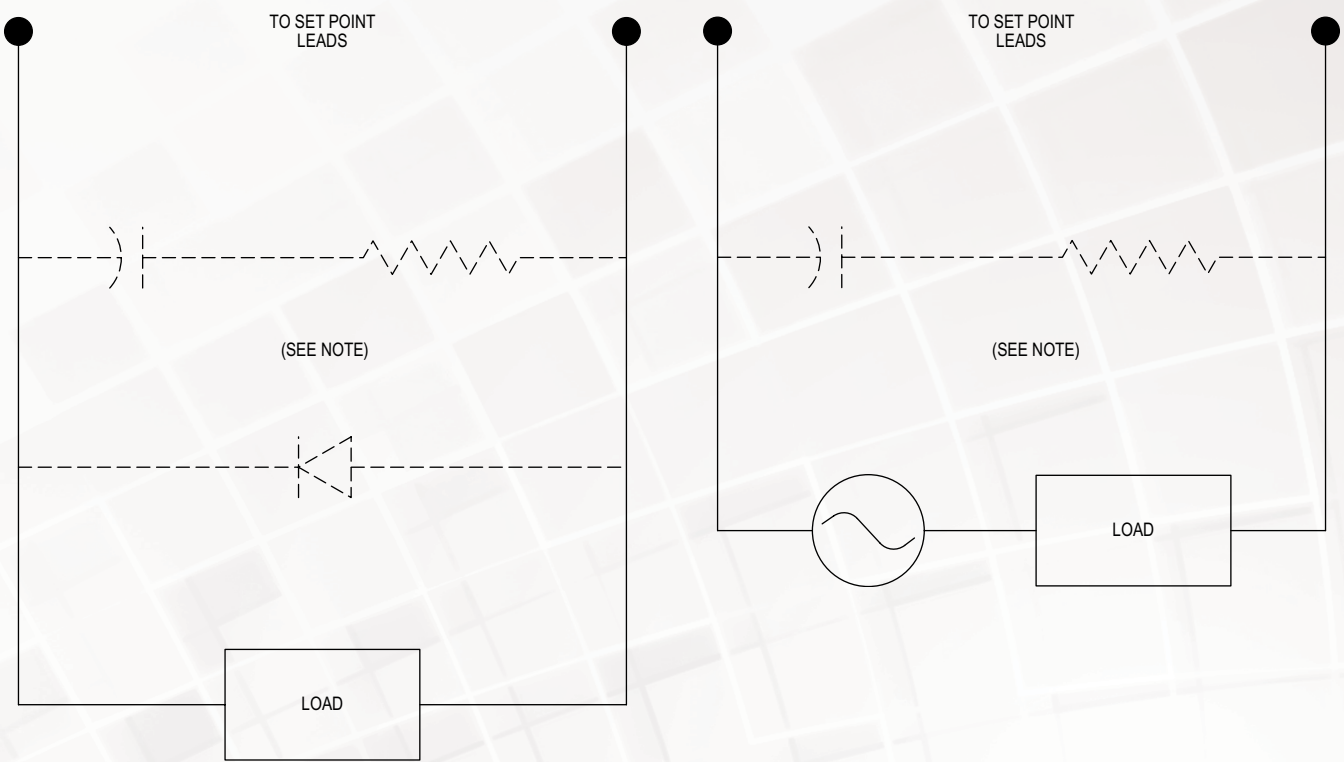 TO SET POINT
LEADS
(SEE NOTE)
LOAD
TO SET POINT
LEADS
(SEE NOTE)
LOAD